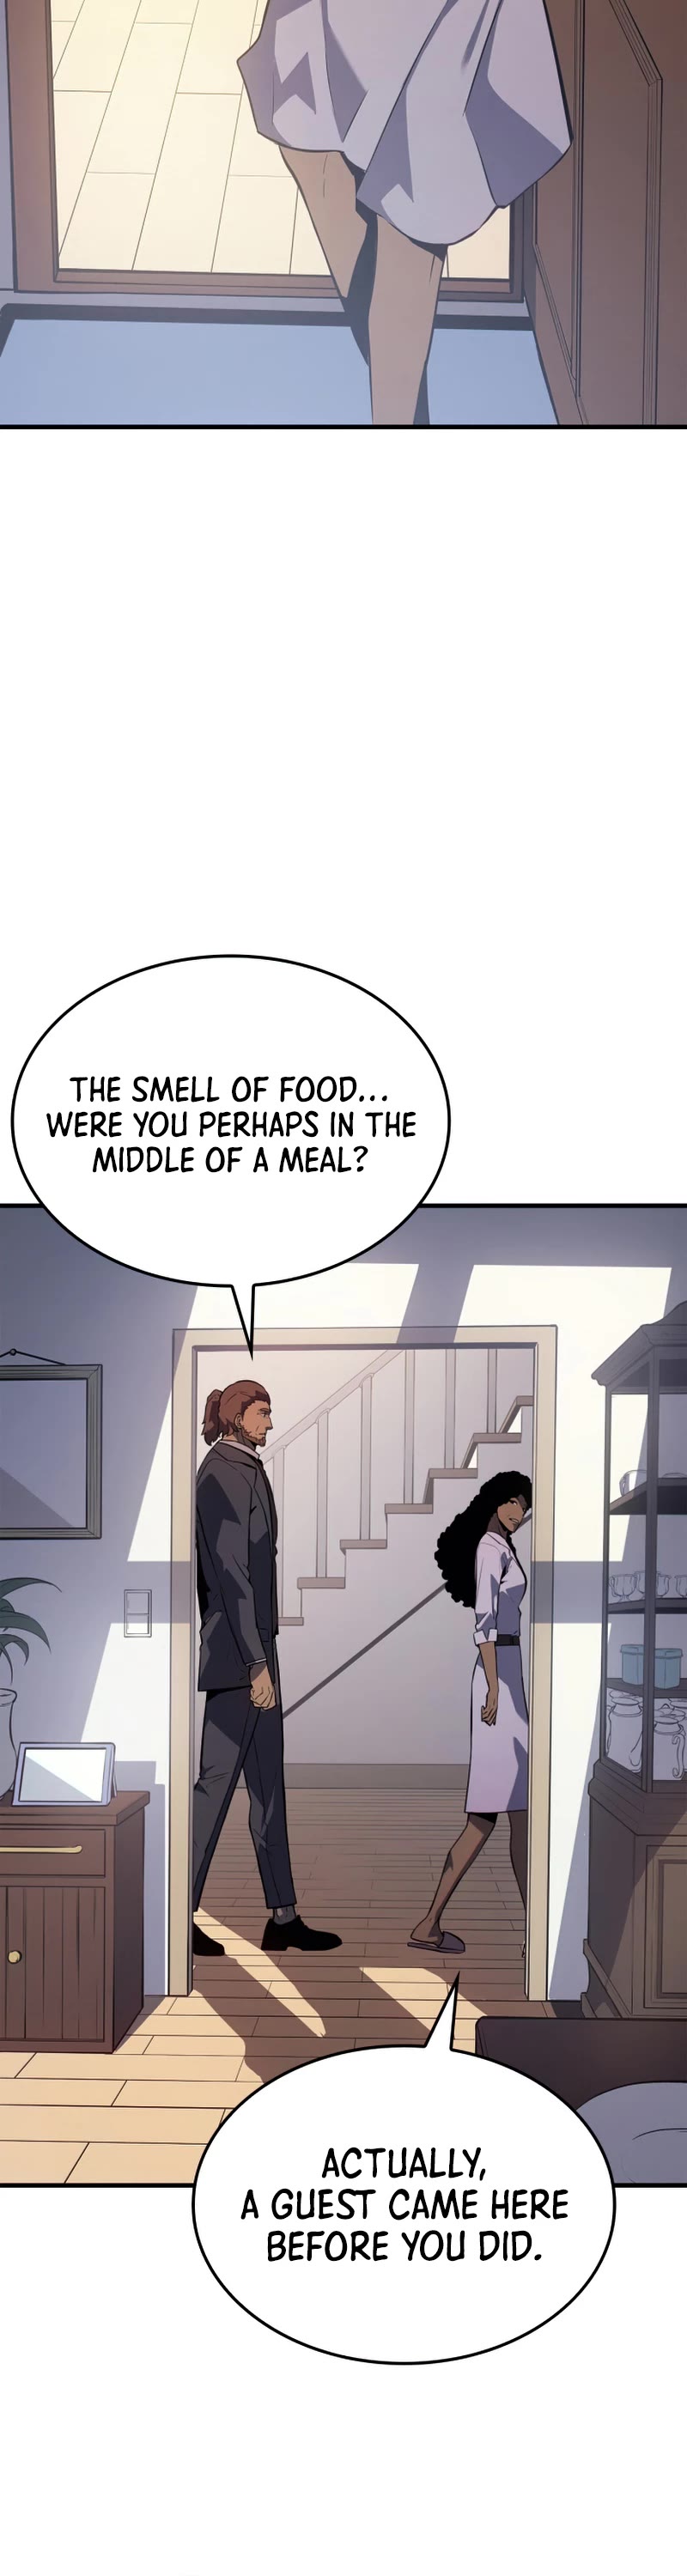 THE SMELL OF FOOD...
WERE YOU PERHAPS IN THE
MIDDLE OF A MEAL?
ACTUALLY,
A GUEST CAME HERE
BEFORE YOU DID.